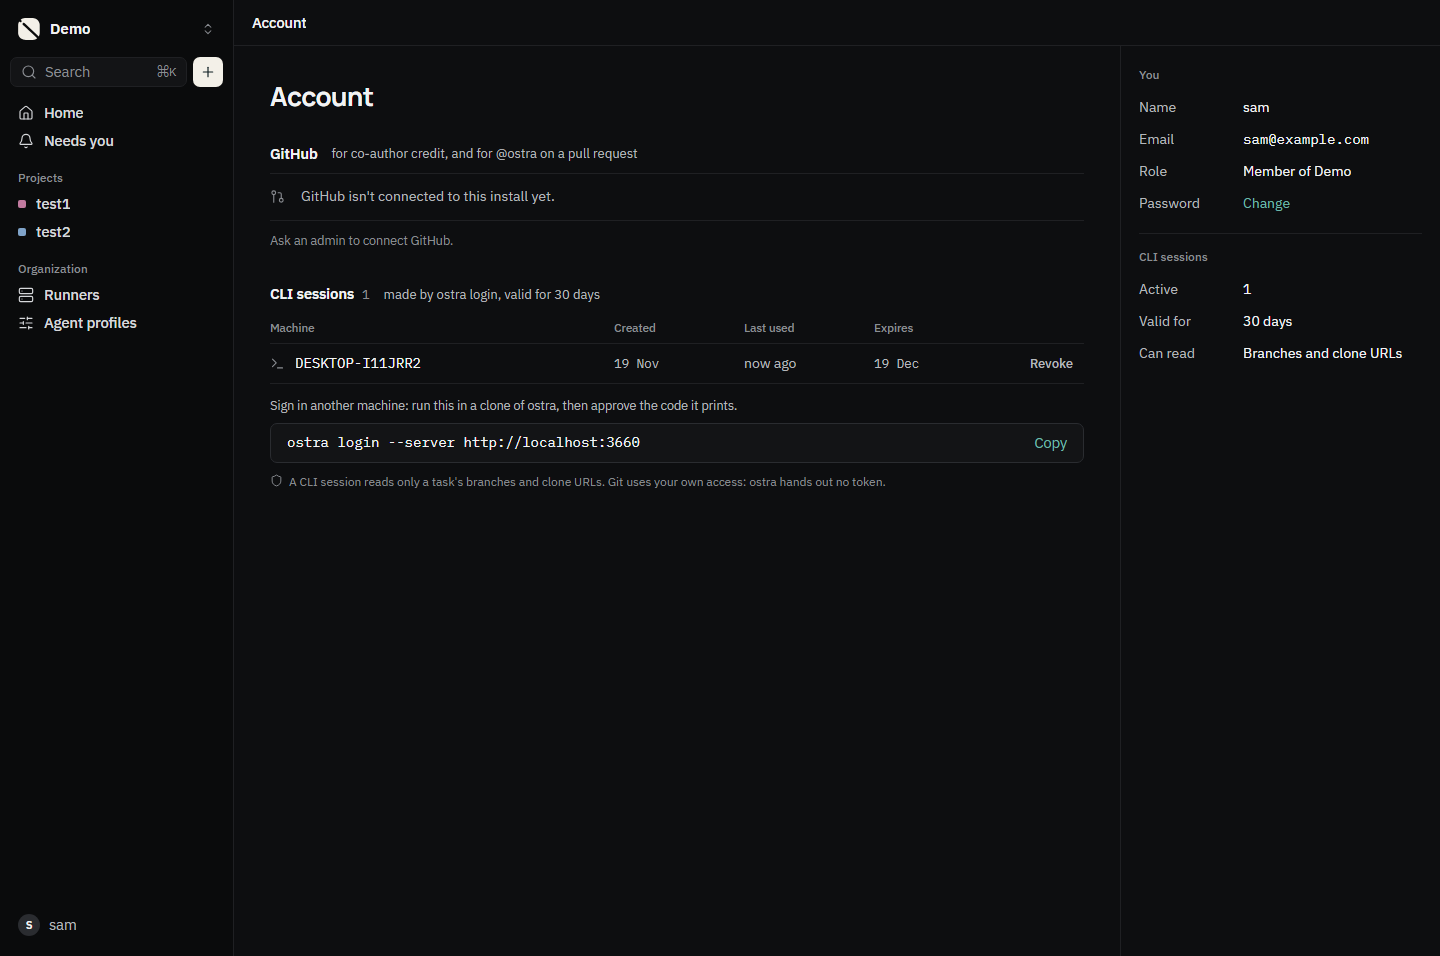 Demo
Search ⌘K
Home
Needs you
Projects
test1
test2
Organization
Runners
Agent profiles
S sam
Account
Account
GitHub for co-author credit, and for @ostra on a pull request
GitHub isn't connected to this install yet.
Ask an admin to connect GitHub.
CLI sessions 1 made by ostra login, valid for 30 days
Machine Created Last used Expires
DESKTOP-I11JRR2 19 Nov now ago 19 Dec Revoke
Sign in another machine: run this in a clone of ostra, then approve the code it prints.
ostra login --server http://localhost:3660 Copy
A CLI session reads only a task's branches and clone URLs. Git uses your own access: ostra hands out no token.
You
Name sam
Email sam@example.com
Role Member of Demo
Password Change
CLI sessions
Active 1
Valid for 30 days
Can read Branches and clone URLs